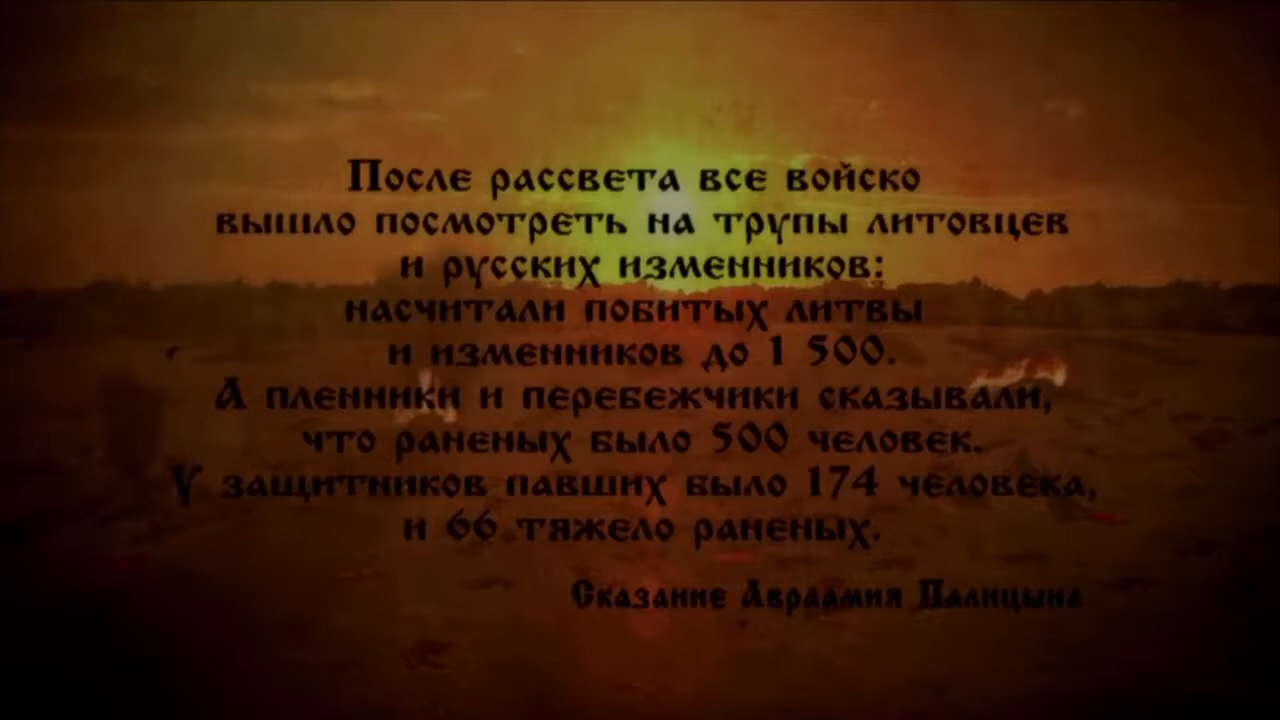 После рассвета все войско
вышло посмотреть на трупы литовцев
и русских изменников:
насчитали побитых литвы
и изменников до 1 500.
А пленники и перебежчики сказывали,
что раненых было 500 человек.
У защитников павших было 174 человека,
и 66 тяжело раненых.
Сказание Авраамия Палицына